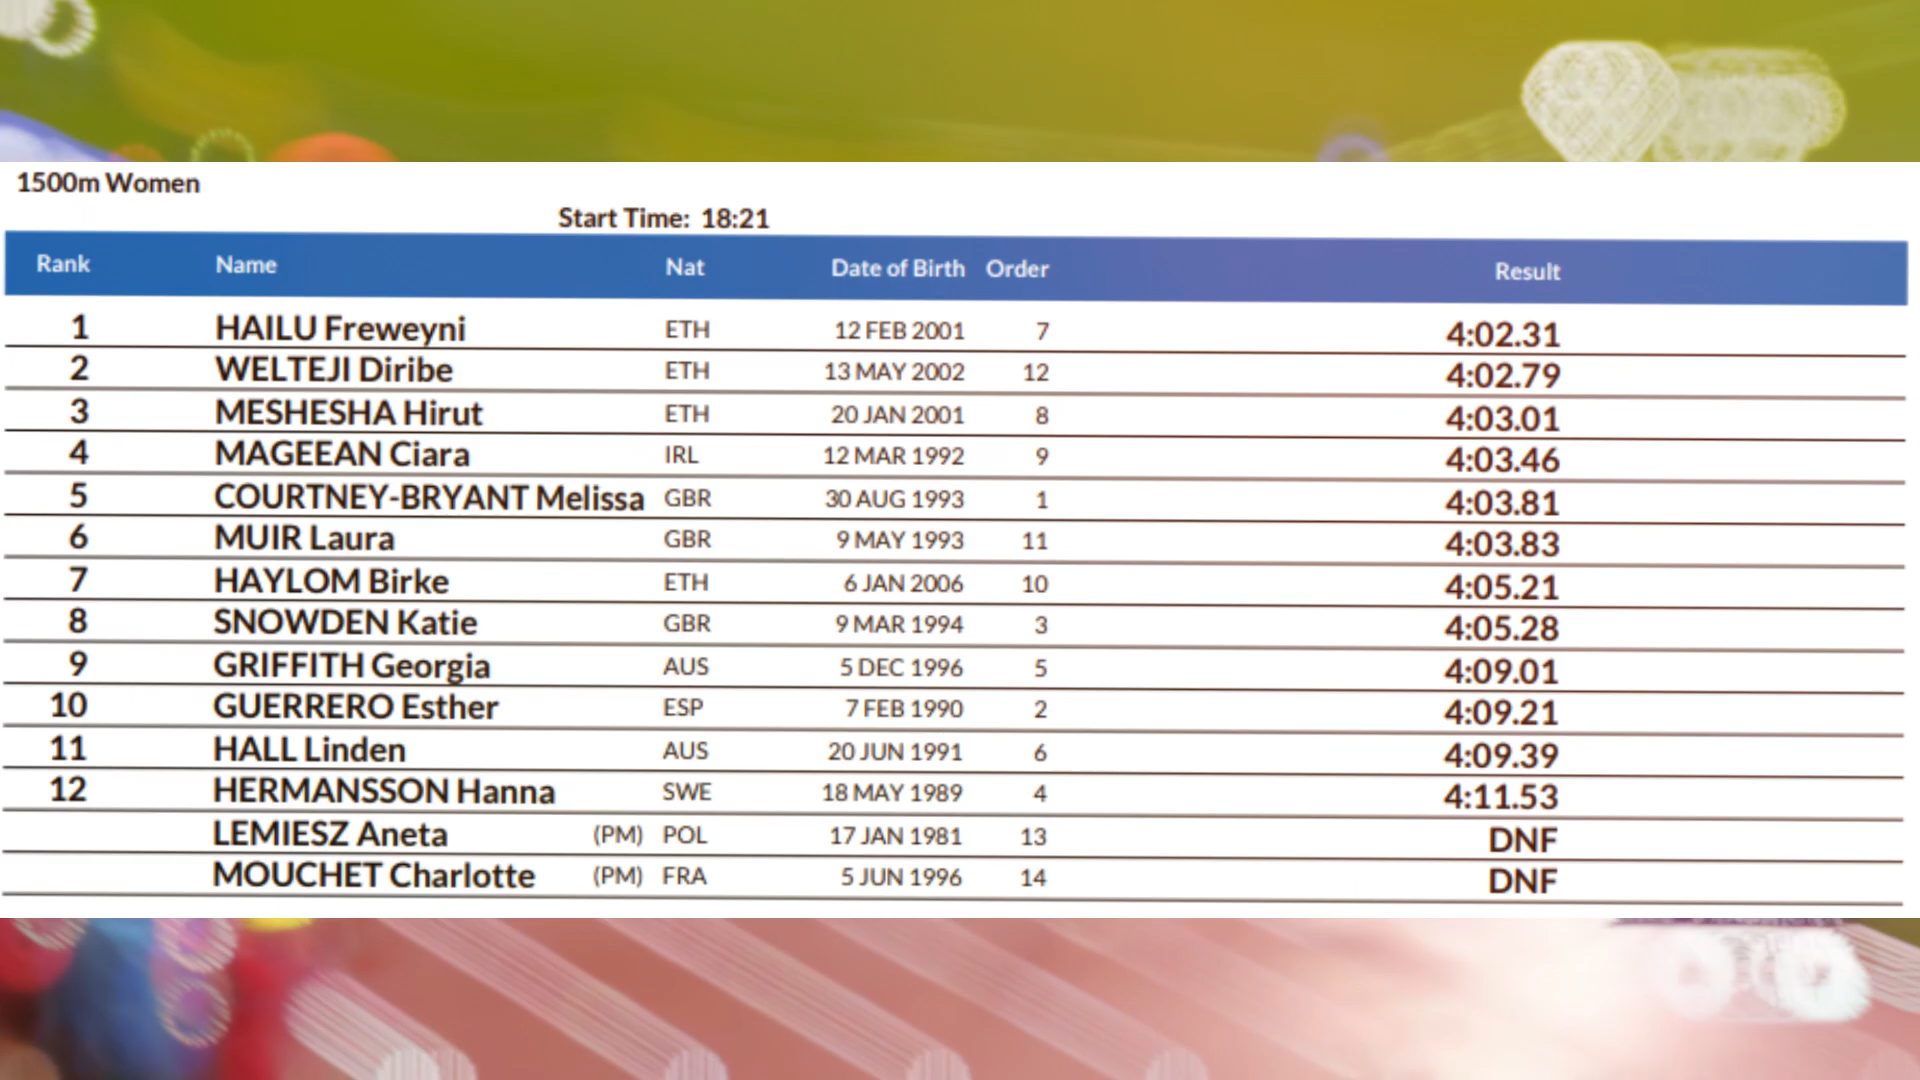 1500m Women
Start Time: 18:21
Rank Name Nat Date of Birth Order Result
1 HAILU Freweyni ETH 12 FEB 2001 7 4:02.31
2 WELTEJI Diribe ETH 13 MAY 2002 12 4:02.79
3 MESHESHA Hirut ETH 20 JAN 2001 8 4:03.01
4 MAGEEAN Ciara IRL 12 MAR 1992 9 4:03.46
5 COURTNEY-BRYANT Melissa GBR 30 AUG 1993 1 4:03.81
6 MUIR Laura GBR 9 MAY 1993 11 4:03.83
7 HAYLOM Birke ETH 6 JAN 2006 10 4:05.21
8 SNOWDEN Katie GBR 9 MAR 1994 3 4:05.28
9 GRIFFITH Georgia AUS 5 DEC 1996 5 4:09.01
10 GUERRERO Esther ESP 7 FEB 1990 2 4:09.21
11 HALL Linden AUS 20 JUN 1991 6 4:09.39
12 HERMANSSON Hanna SWE 18 MAY 1989 4 4:11.53
LEMIESZ Aneta (PM) POL 17 JAN 1981 13 DNF
MOUCHET Charlotte (PM) FRA 5 JUN 1996 14 DNF